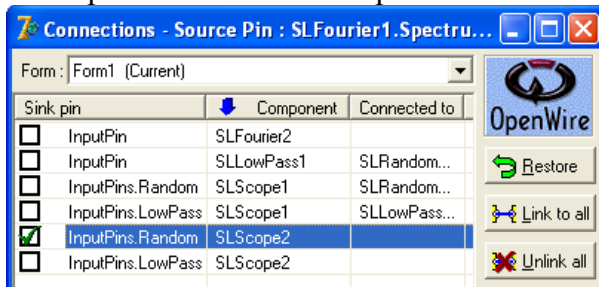 Connections - Source Pin : SLFourier1.Spectru...
Form : Form1 (Current)
OpenWire
Sink pin Component Connected to
InputPin SLFourier2
InputPin SLLowPass1 SLRandom...
InputPins.Random SLScope1 SLRandom...
InputPins.LowPass SLScope1 SLLowPass...
InputPins.Random SLScope2
InputPins.LowPass SLScope2
Restore
Link to all
Unlink all